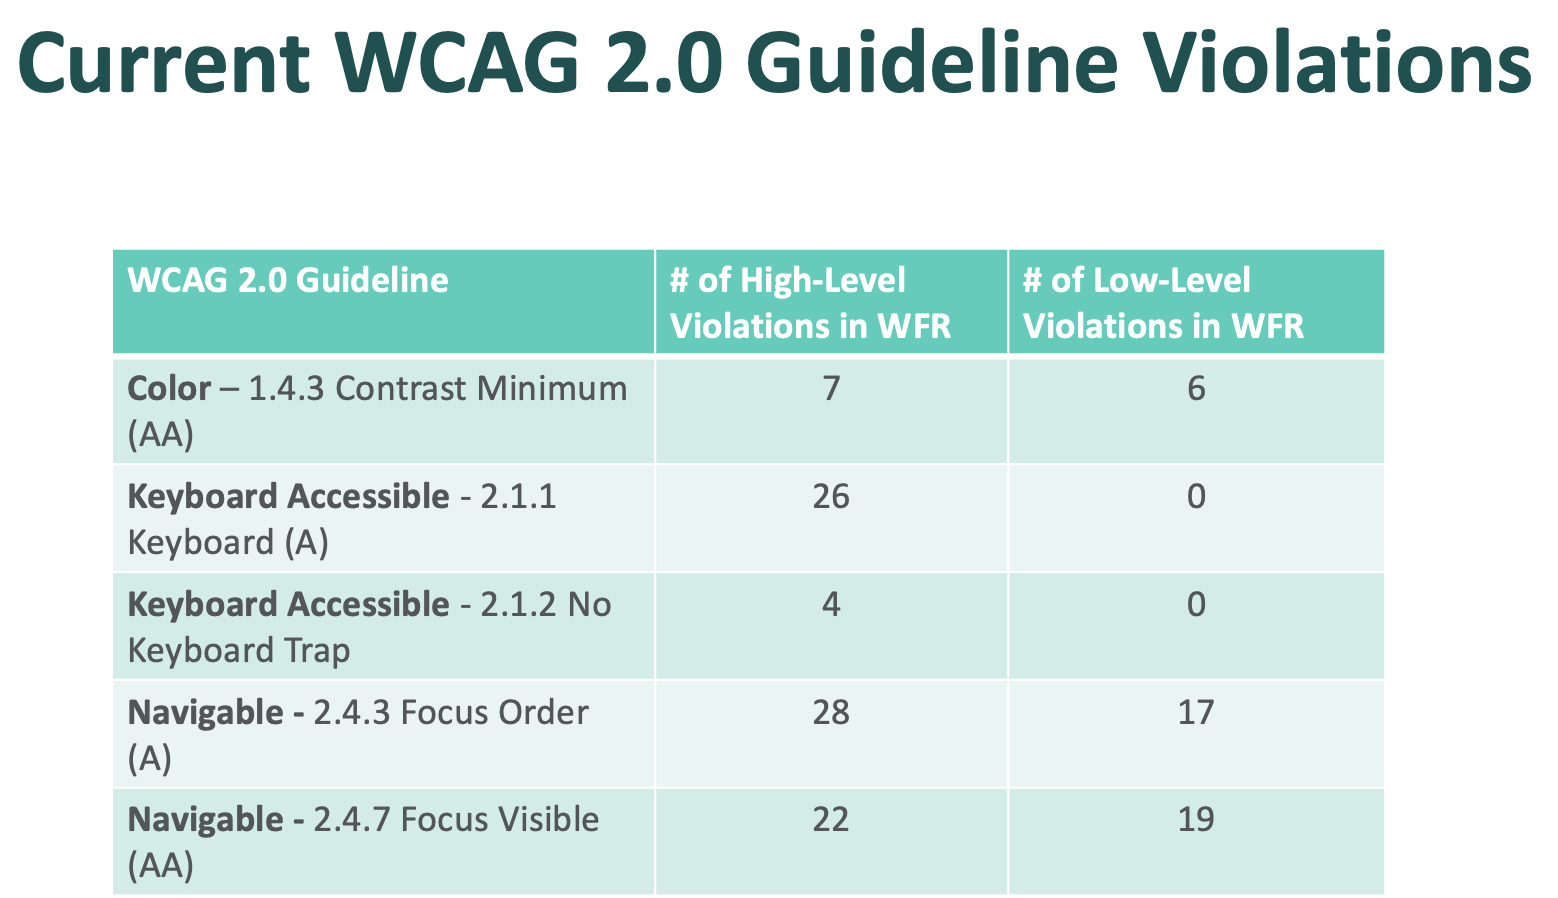 Current WCAG 2.0 Guideline Violations
WCAG 2.0 Guideline
# of High-Level
Violations in WFR
# of Low-Level
Violations in WFR
Color – 1.4.3 Contrast Minimum
(AA)
7
6
Keyboard Accessible - 2.1.1
Keyboard (A)
26
0
Keyboard Accessible - 2.1.2 No
Keyboard Trap
4
0
Navigable - 2.4.3 Focus Order
(A)
28
17
Navigable - 2.4.7 Focus Visible
(AA)
22
19